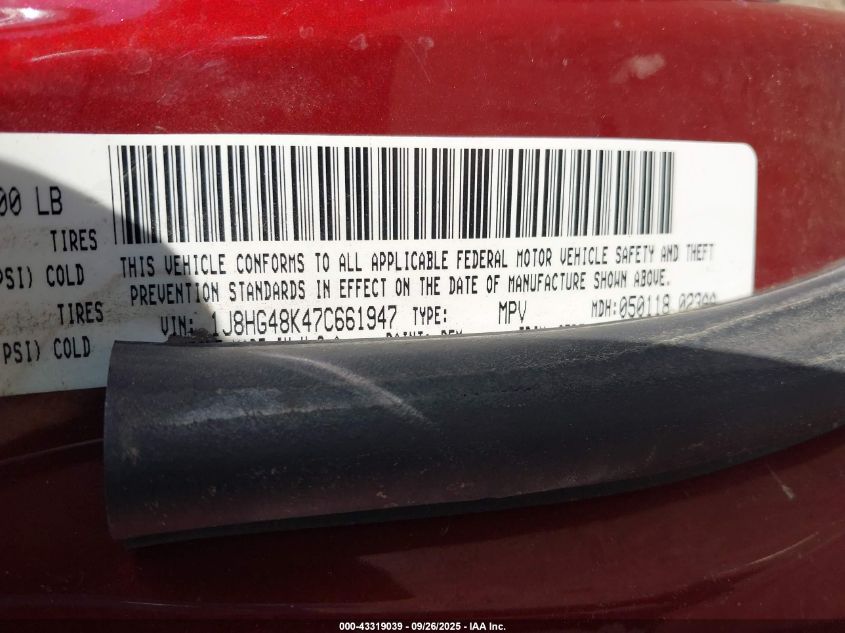 00 LB
TIRES
PSI) COLD
TIRES
PSI) COLD
THIS VEHICLE CONFORMS TO ALL APPLICABLE FEDERAL MOTOR VEHICLE SAFETY AND THEFT
PREVENTION STANDARDS IN EFFECT ON THE DATE OF MANUFACTURE SHOWN ABOVE.
VIN: 1J8HG48K47C661947 TYPE: MPV MDH:050118
000-43319039 - 09/26/2025 - IAA Inc.